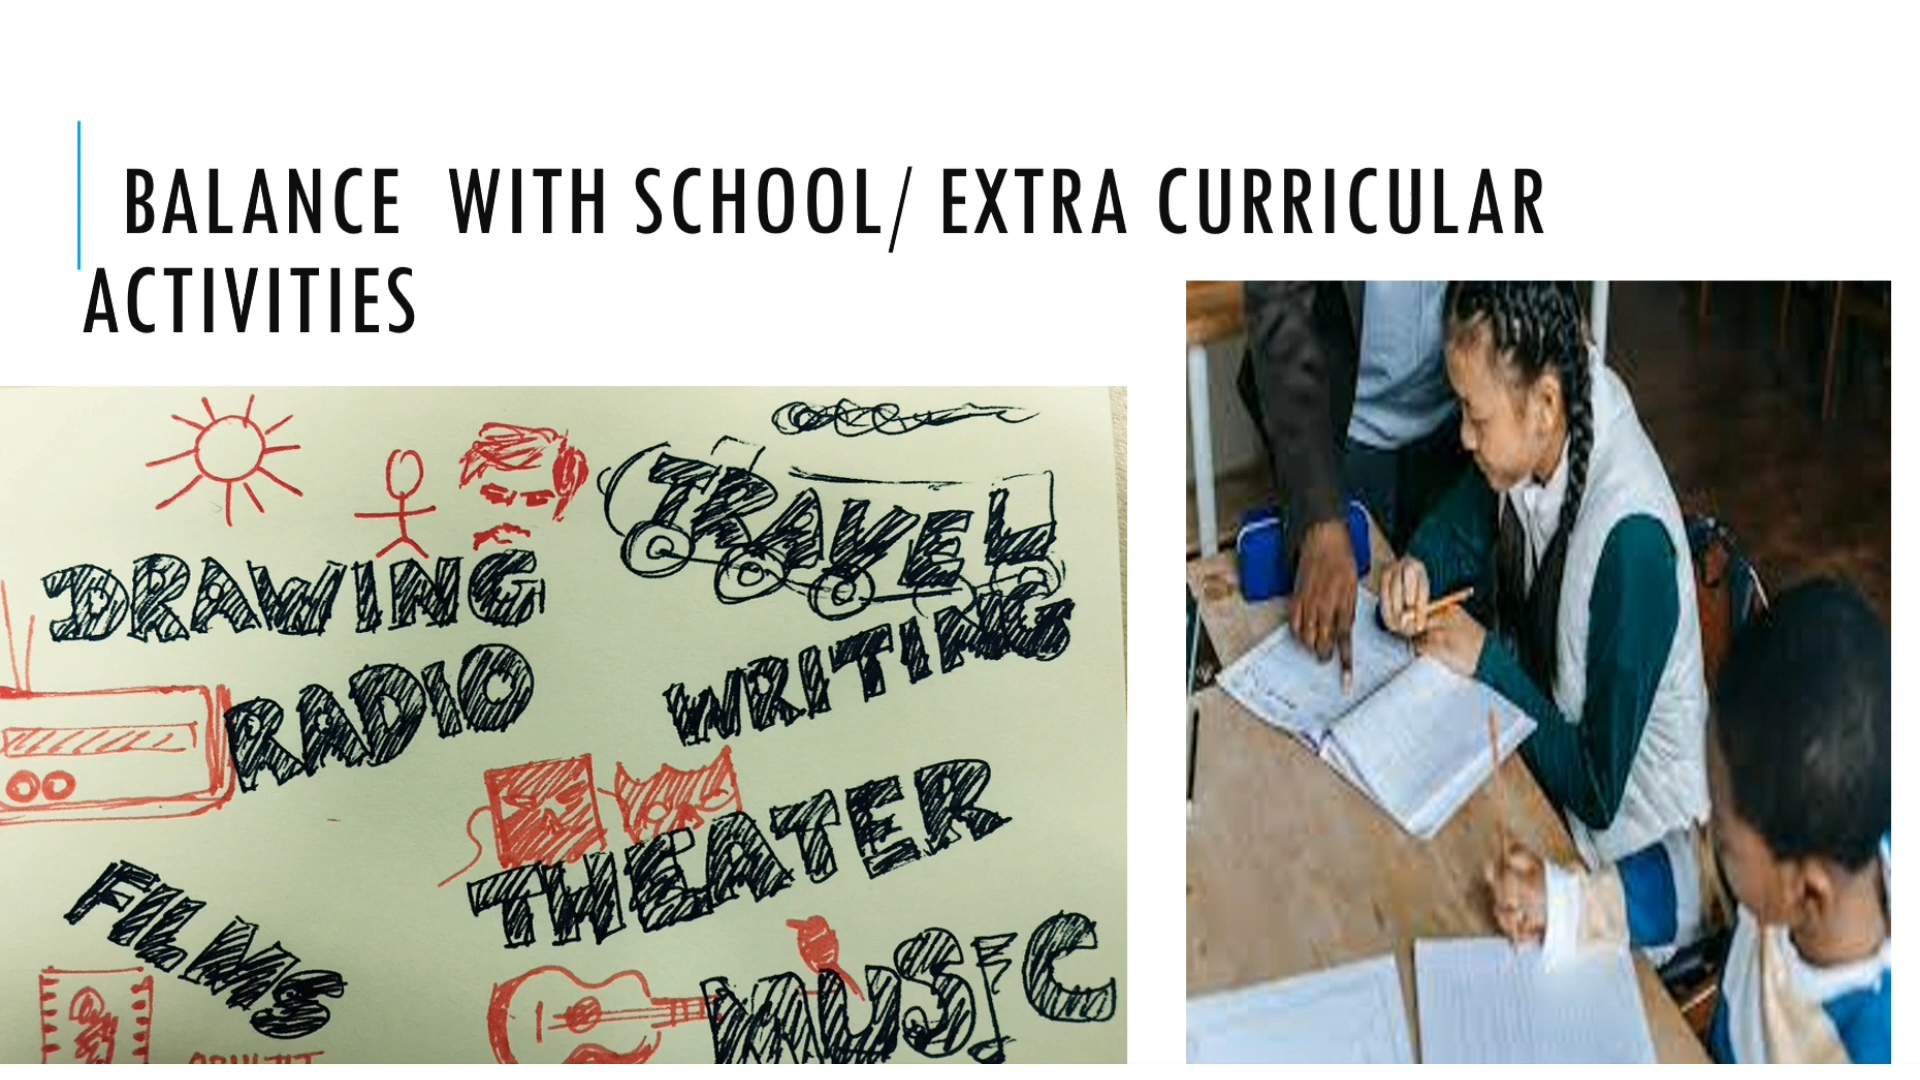 BALANCE WITH SCHOOL/ EXTRA CURRICULAR
ACTIVITIES
TRAVEL
DRAWING
WRITING
RADIO
THEATER
FILMS
MUSIC